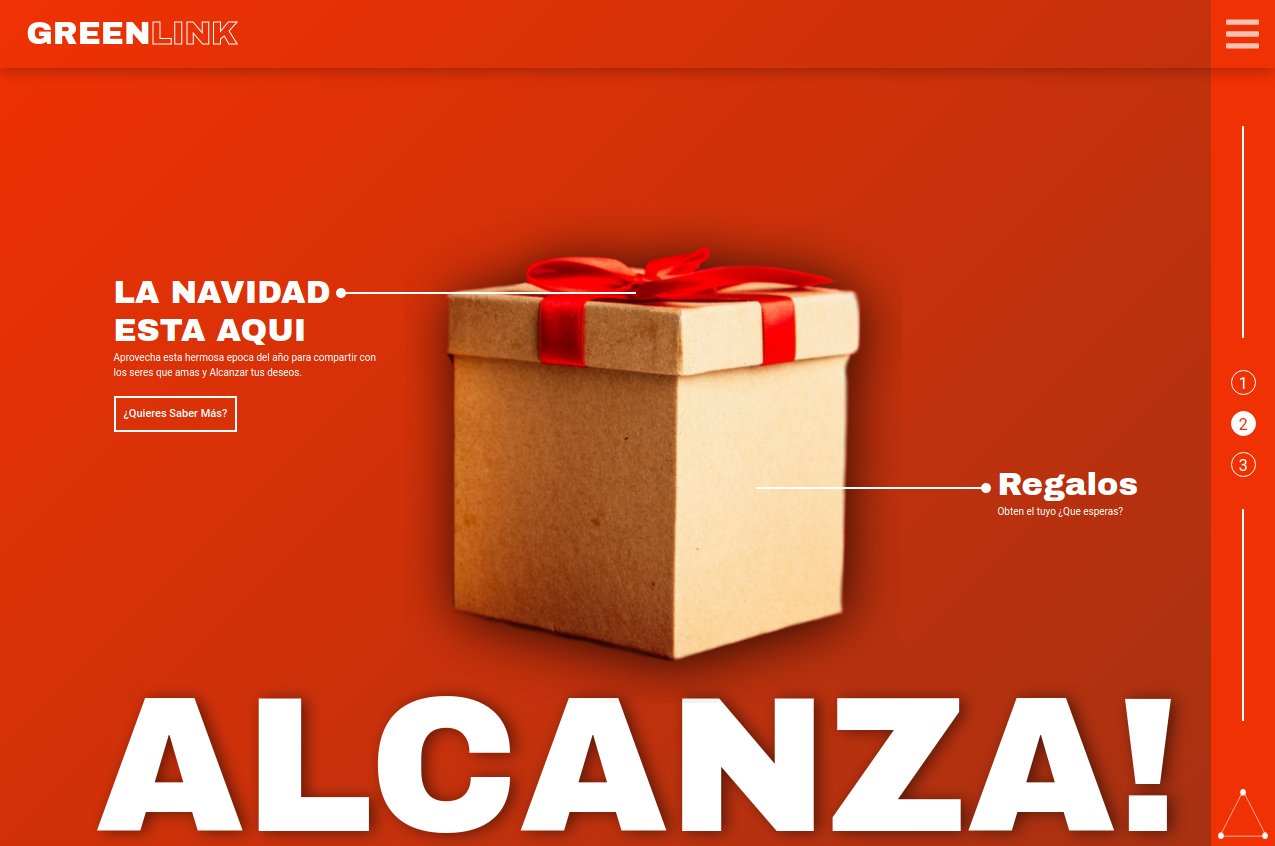 GREENLINK
LA NAVIDAD
ESTA AQUI
Aprovecha esta hermosa epoca del año para compartir con
los seres que amas y Alcanzar tus deseos.
¿Quieres Saber Más?
1
2
3
Regalos
Obten el tuyo ¿Que esperas?
ALCANZA!